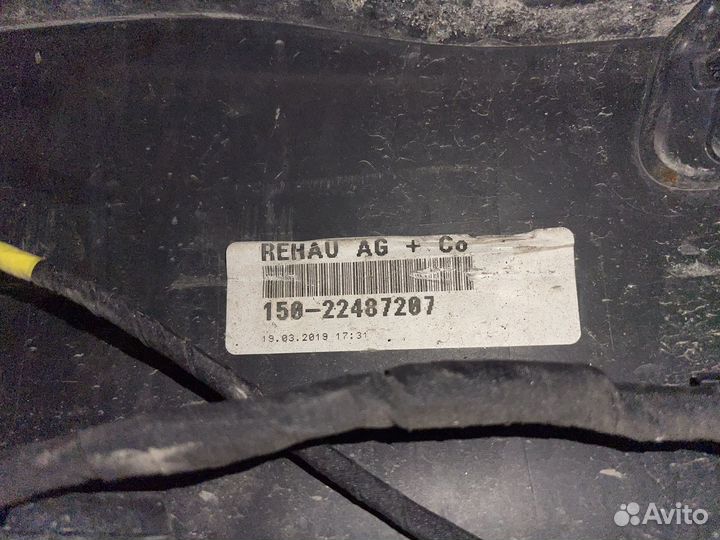 REHAU AG + Co
150-22487207
19.03.2019 17:31
Avito